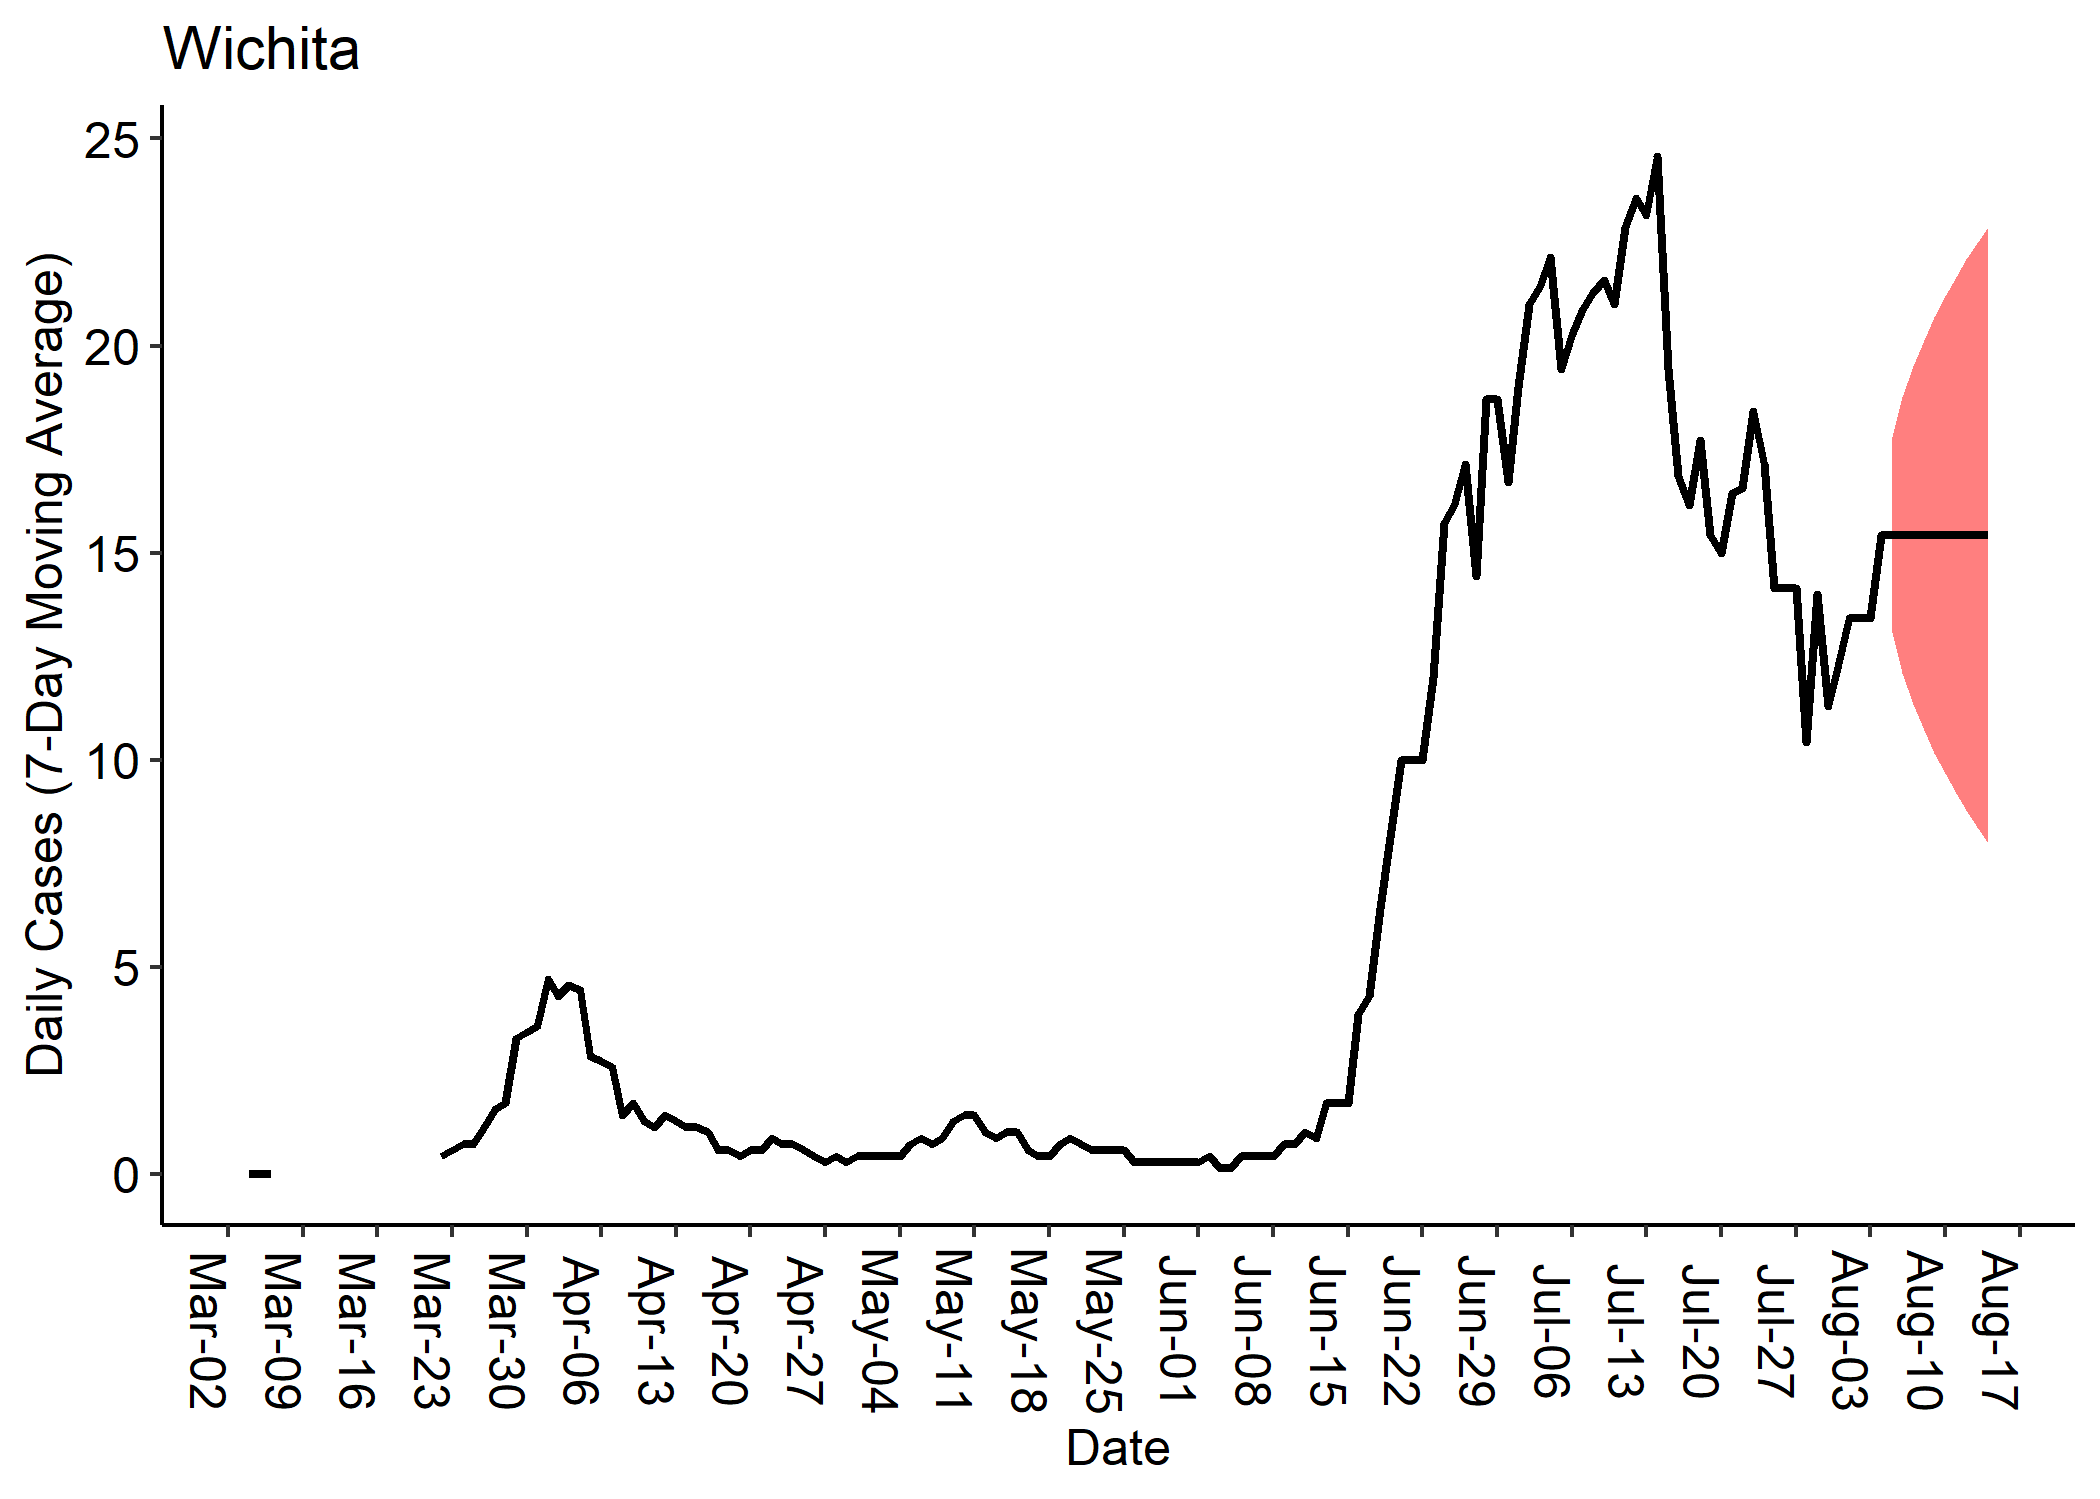 Wichita
Daily Cases (7-Day Moving Average)
25
20
15
10
5
0
Mar-02
Mar-09
Mar-16
Mar-23
Mar-30
Apr-06
Apr-13
Apr-20
Apr-27
May-04
May-11
May-18
May-25
Jun-01
Jun-08
Jun-15
Jun-22
Jun-29
Jul-06
Jul-13
Jul-20
Jul-27
Aug-03
Aug-10
Aug-17
Date